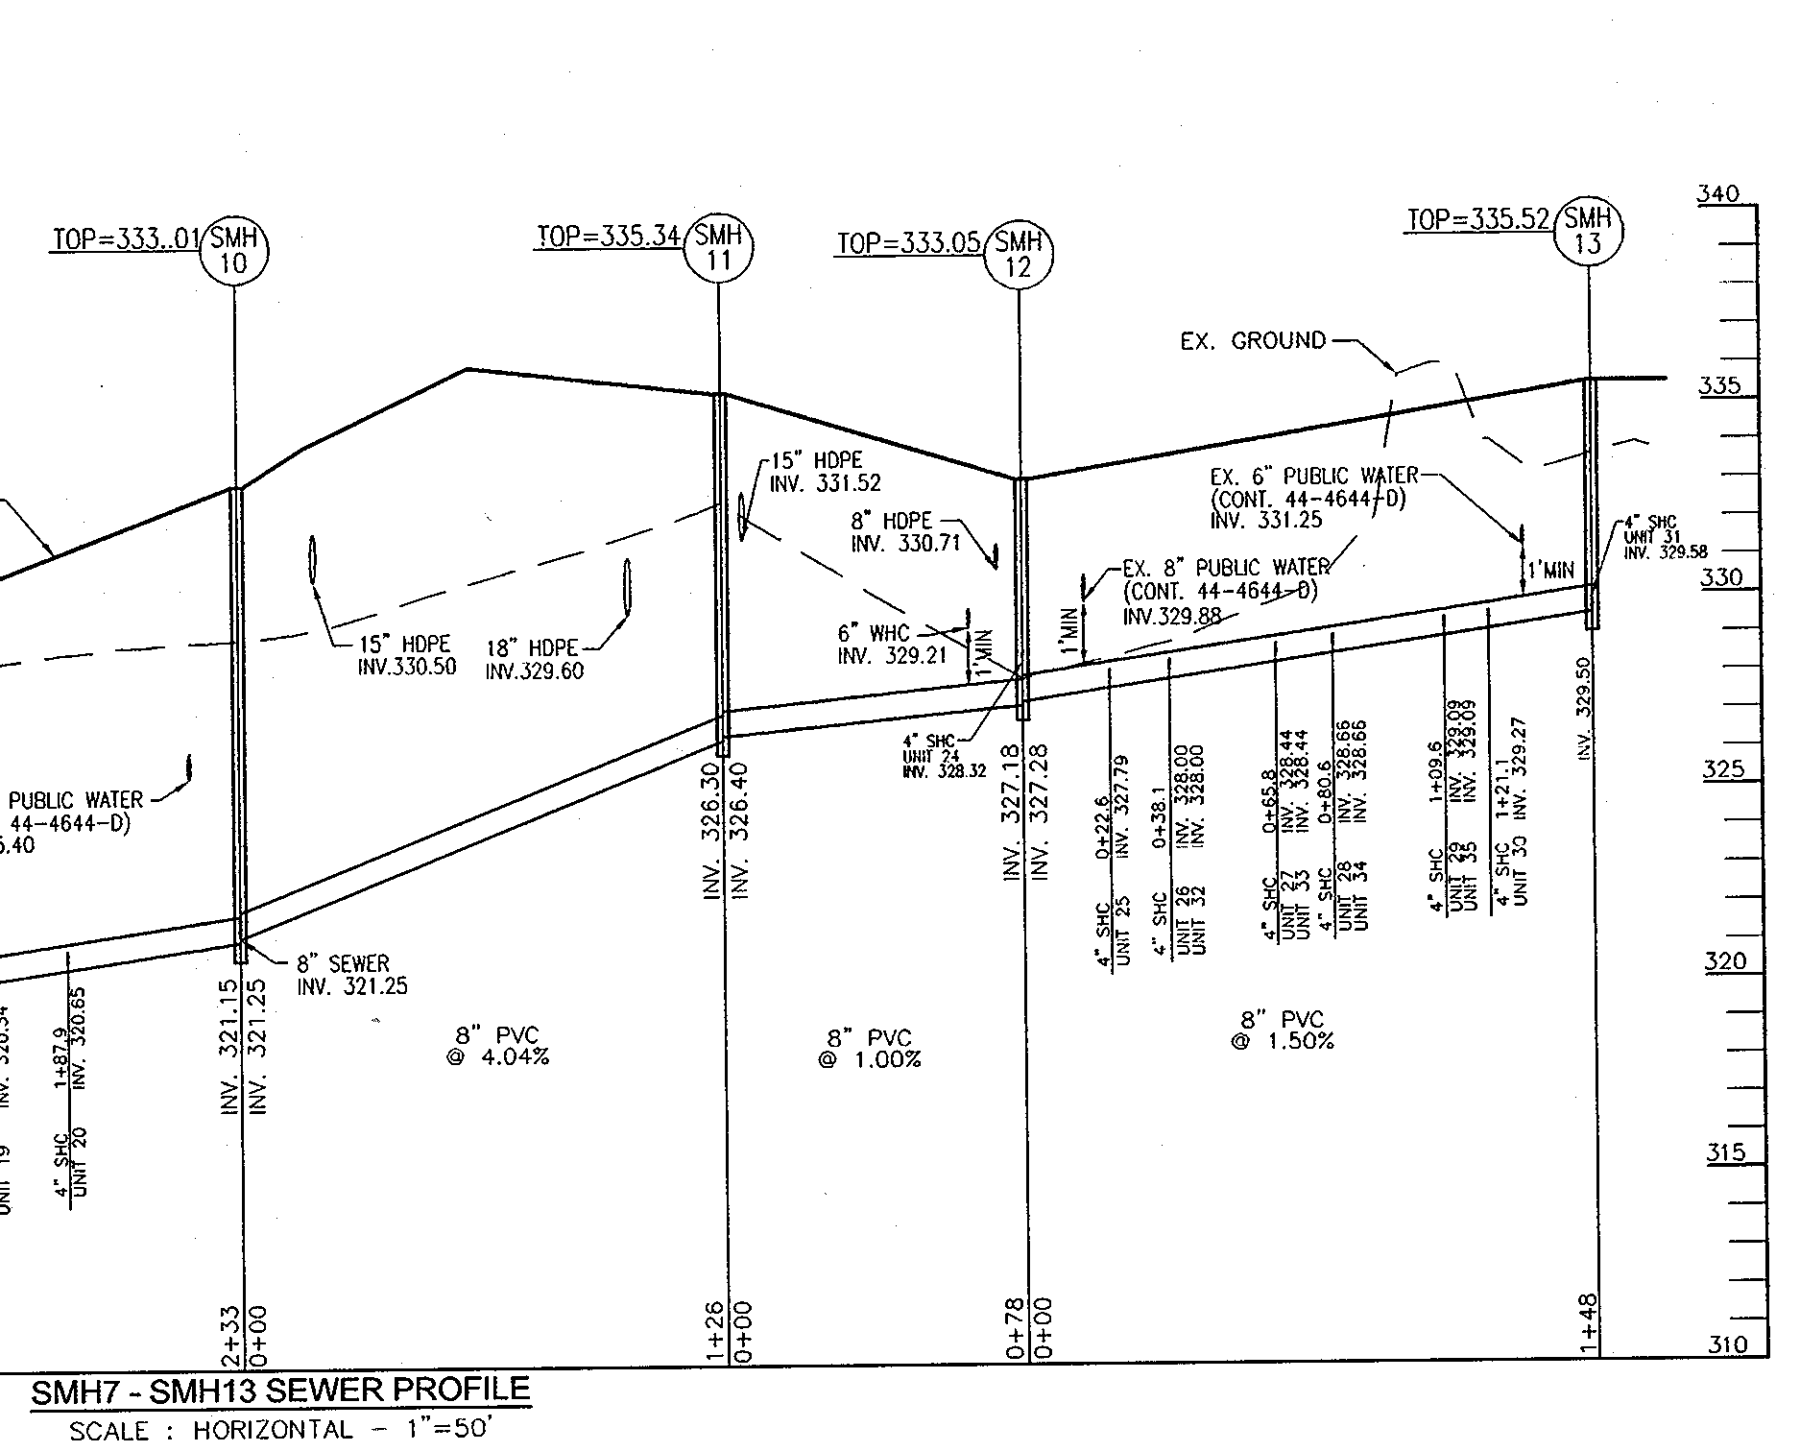 TOP=333..01
SMH
10
TOP=335.34
SMH
11
TOP=333.05
SMH
12
TOP=335.52
SMH
13
340
335
330
325
320
315
310
EX. GROUND
15" HDPE
INV. 331.52
8" HDPE
INV. 330.71
EX. 6" PUBLIC WATER
(CONT. 44-4644-D)
INV. 331.25
4" SHC
UNIT 31
INV. 329.58
1'MIN
EX. 8" PUBLIC WATER
(CONT. 44-4644-D)
INV.329.88
1'MIN
6" WHC
INV. 329.21
1'MIN
15" HDPE
INV.330.50
18" HDPE
INV.329.60
4" SHC
UNIT 24
INV. 328.32
PUBLIC WATER
44-4644-D)
.40
8" SEWER
INV. 321.25
UNIT 19
4" SHC 1+87.9
UNIT 20 INV. 320.65
INV. 321.15
INV. 321.25
INV. 326.30
INV. 326.40
INV. 327.18
INV. 327.28
4" SHC 0+22.6
UNIT 25 INV. 327.79
4" SHC 0+38.1
UNIT 26 INV. 328.00
UNIT 32 INV. 328.00
4" SHC 0+65.8
UNIT 27 INV. 328.44
UNIT 33 INV. 328.44
4" SHC 0+80.6
UNIT 28 INV. 328.66
UNIT 34 INV. 328.66
4" SHC 1+09.6
UNIT 29 INV. 329.09
UNIT 35 INV. 329.09
4" SHC 1+21.1
UNIT 30 INV. 329.27
INV. 329.50
8" PVC
@ 4.04%
8" PVC
@ 1.00%
8" PVC
@ 1.50%
2+33
0+00
1+26
0+00
0+78
0+00
1+48
SMH7 - SMH13 SEWER PROFILE
SCALE : HORIZONTAL - 1"=50'